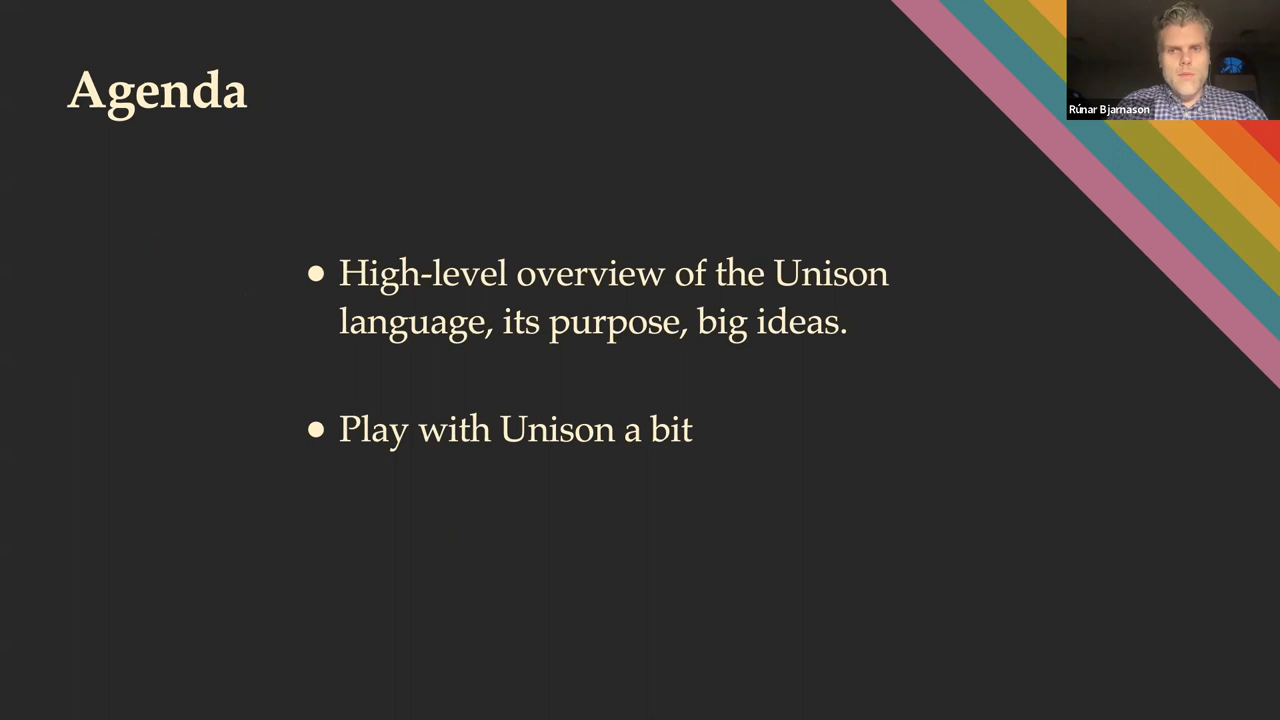 Agenda
Rúnar Bjarnason
● High-level overview of the Unison
language, its purpose, big ideas.
● Play with Unison a bit